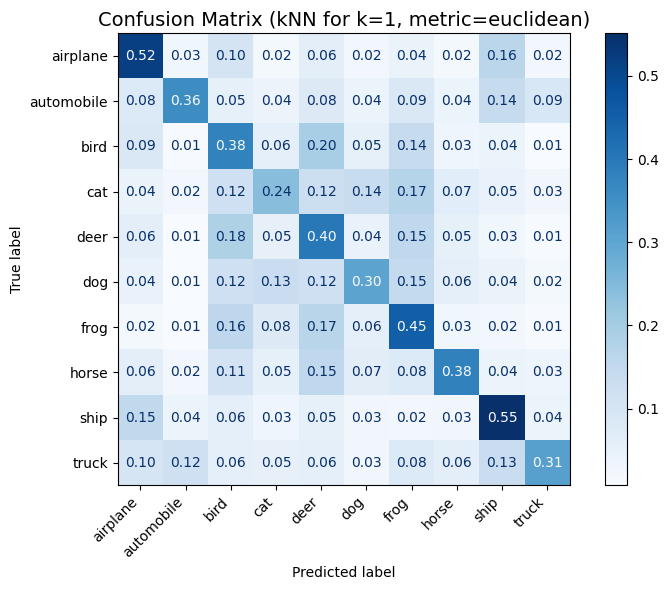 Confusion Matrix (kNN for k=1, metric=euclidean)
airplane 0.52 0.03 0.10 0.02 0.06 0.02 0.04 0.02 0.16 0.02
automobile 0.08 0.36 0.05 0.04 0.08 0.04 0.09 0.04 0.14 0.09
bird 0.09 0.01 0.38 0.06 0.20 0.05 0.14 0.03 0.04 0.01
cat 0.04 0.02 0.12 0.24 0.12 0.14 0.17 0.07 0.05 0.03
deer 0.06 0.01 0.18 0.05 0.40 0.04 0.15 0.05 0.03 0.01
dog 0.04 0.01 0.12 0.13 0.12 0.30 0.15 0.06 0.04 0.02
frog 0.02 0.01 0.16 0.08 0.17 0.06 0.45 0.03 0.02 0.01
horse 0.06 0.02 0.11 0.05 0.15 0.07 0.08 0.38 0.04 0.03
ship 0.15 0.04 0.06 0.03 0.05 0.03 0.02 0.03 0.55 0.04
truck 0.10 0.12 0.06 0.05 0.06 0.03 0.08 0.06 0.13 0.31
airplane automobile bird cat deer dog frog horse ship truck
Predicted label
True label
0.5
0.4
0.3
0.2
0.1